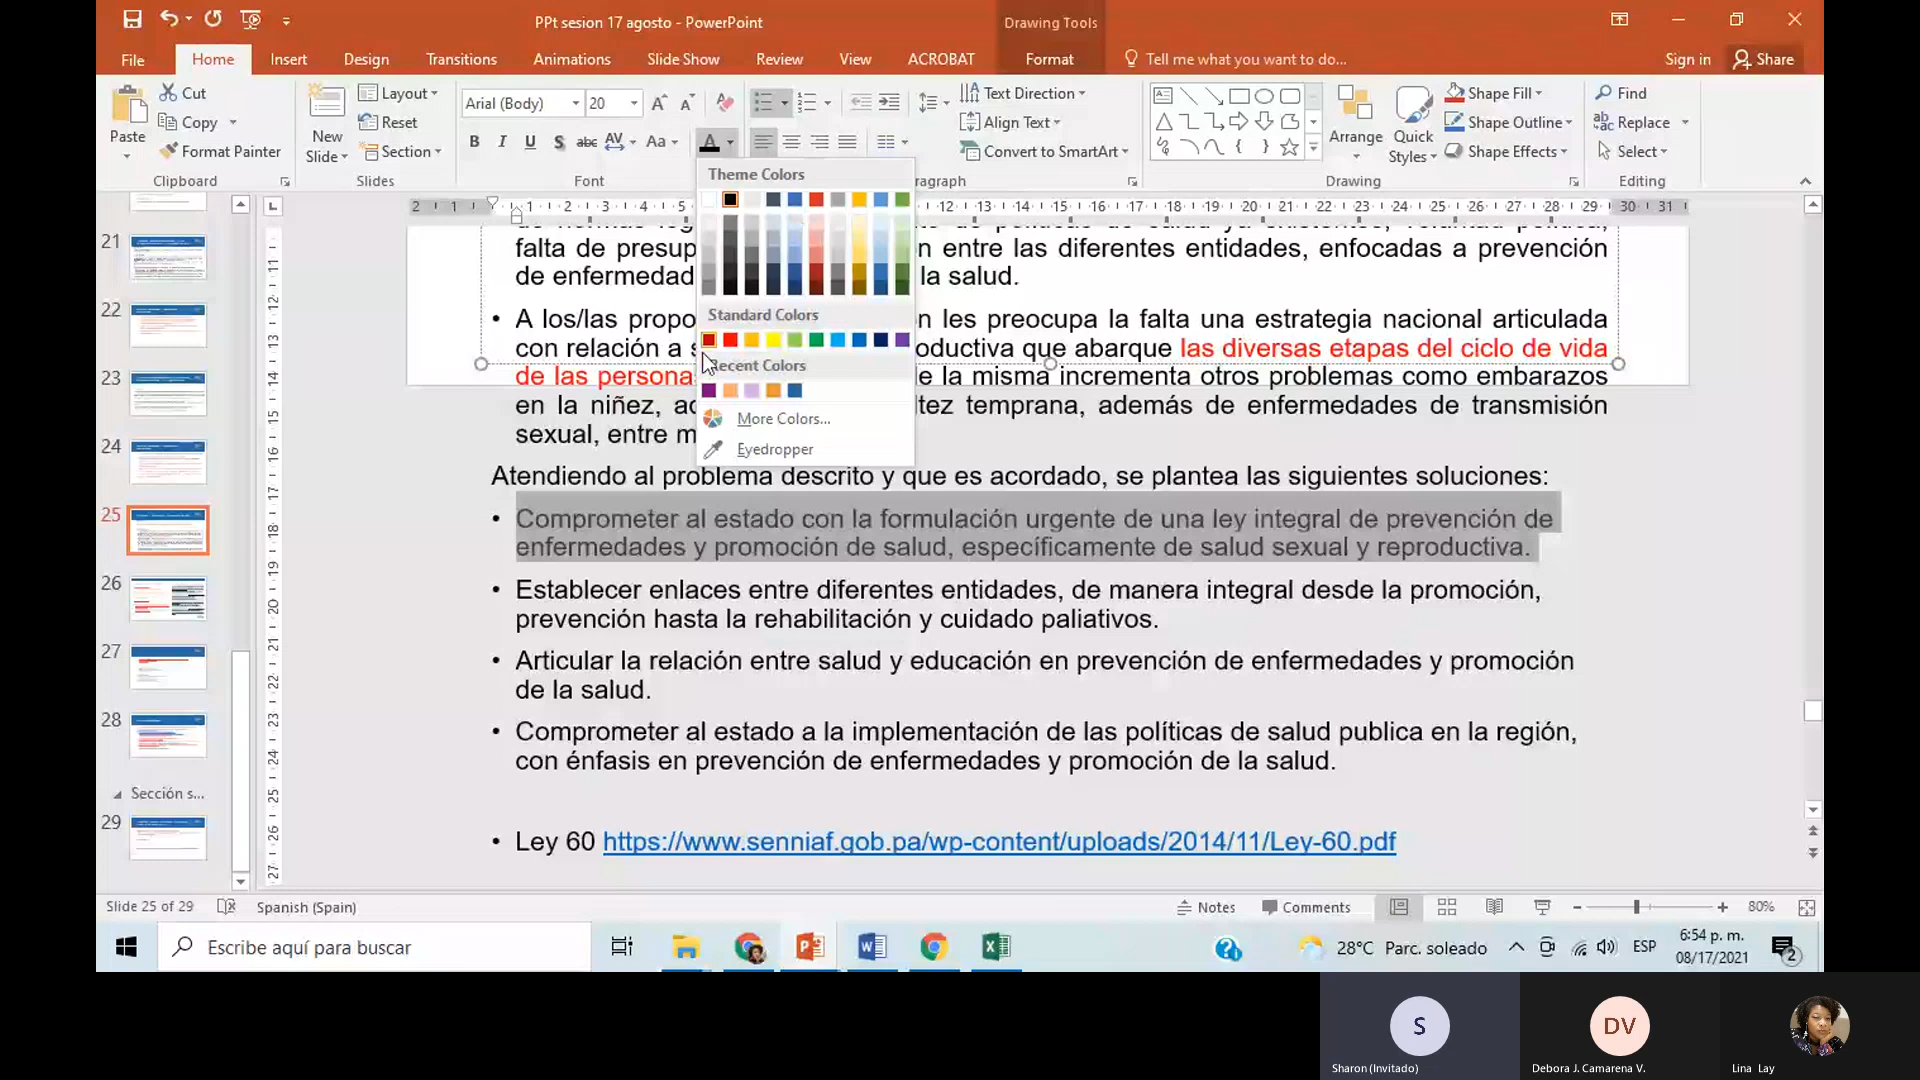 PPt sesion 17 agosto - PowerPoint
Drawing Tools
File
Home
Insert
Design
Transitions
Animations
Slide Show
Review
View
ACROBAT
Format
Tell me what you want to do...
Sign in
Share
Paste
Cut
Copy
Format Painter
Clipboard
New
Slide
Layout
Reset
Section
Slides
Arial (Body)
20
B I U S abc AV Aa A
Font
Text Direction
Align Text
Convert to SmartArt
ragraph
Arrange
Quick
Styles
Shape Fill
Shape Outline
Shape Effects
Drawing
Find
Replace
Select
Editing
Theme Colors
Standard Colors
ecent Colors
More Colors...
Eyedropper
21
22
23
24
25
26
27
28
Sección s...
29
falta de presup n entre las diferentes entidades, enfocadas a prevención
de enfermedad la salud.
• A los/las propo n les preocupa la falta una estrategia nacional articulada
con relación a s oductiva que abarque las diversas etapas del ciclo de vida
de las persona e la misma incrementa otros problemas como embarazos
en la niñez, ad tez temprana, además de enfermedades de transmisión
sexual, entre m
Atendiendo al problema descrito y que es acordado, se plantea las siguientes soluciones:
• Comprometer al estado con la formulación urgente de una ley integral de prevención de
enfermedades y promoción de salud, específicamente de salud sexual y reproductiva.
• Establecer enlaces entre diferentes entidades, de manera integral desde la promoción,
prevención hasta la rehabilitación y cuidado paliativos.
• Articular la relación entre salud y educación en prevención de enfermedades y promoción
de la salud.
• Comprometer al estado a la implementación de las políticas de salud publica en la región,
con énfasis en prevención de enfermedades y promoción de la salud.
• Ley 60 https://www.senniaf.gob.pa/wp-content/uploads/2014/11/Ley-60.pdf
Slide 25 of 29
Spanish (Spain)
Notes
Comments
80%
Escribe aquí para buscar
28°C Parc. soleado
ESP
6:54 p. m.
08/17/2021
2
S
Sharon (Invitado)
DV
Debora J. Camarena V.
Lina Lay